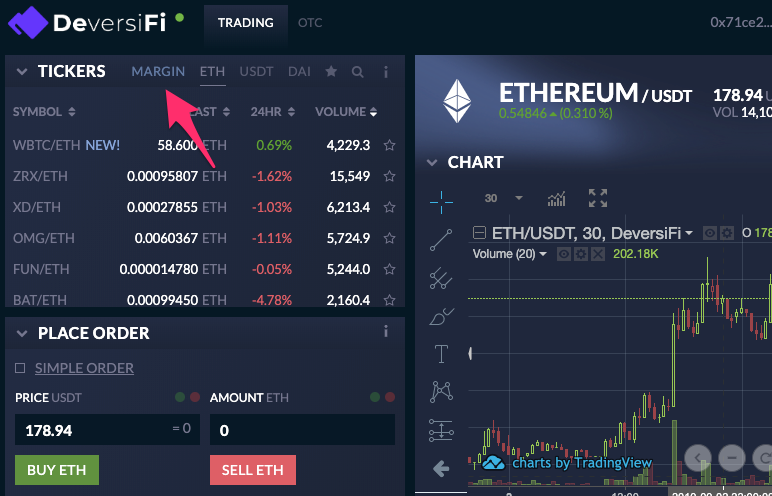 DeversiFi TRADING OTC 0x71ce2...
TICKERS MARGIN ETH USDT DAI
SYMBOL 24HR VOLUME
WBTC/ETH NEW! 58.600 ETH 0.69% 4,229.3
ZRX/ETH 0.00095807 ETH -1.62% 15,549
XD/ETH 0.00027855 ETH -1.03% 6,213.4
OMG/ETH 0.0060367 ETH -1.11% 5,724.9
FUN/ETH 0.000014780 ETH -0.05% 5,244.0
BAT/ETH 0.00099450 ETH -4.78% 2,160.4
PLACE ORDER
SIMPLE ORDER
PRICE USDT AMOUNT ETH
178.94 = 0 0
BUY ETH SELL ETH
ETHEREUM / USDT 178.94
0.54846 (0.310 %) VOL 14,10
CHART
30
ETH/USDT, 30, DeversiFi O 178
Volume (20) 202.18K
charts by TradingView